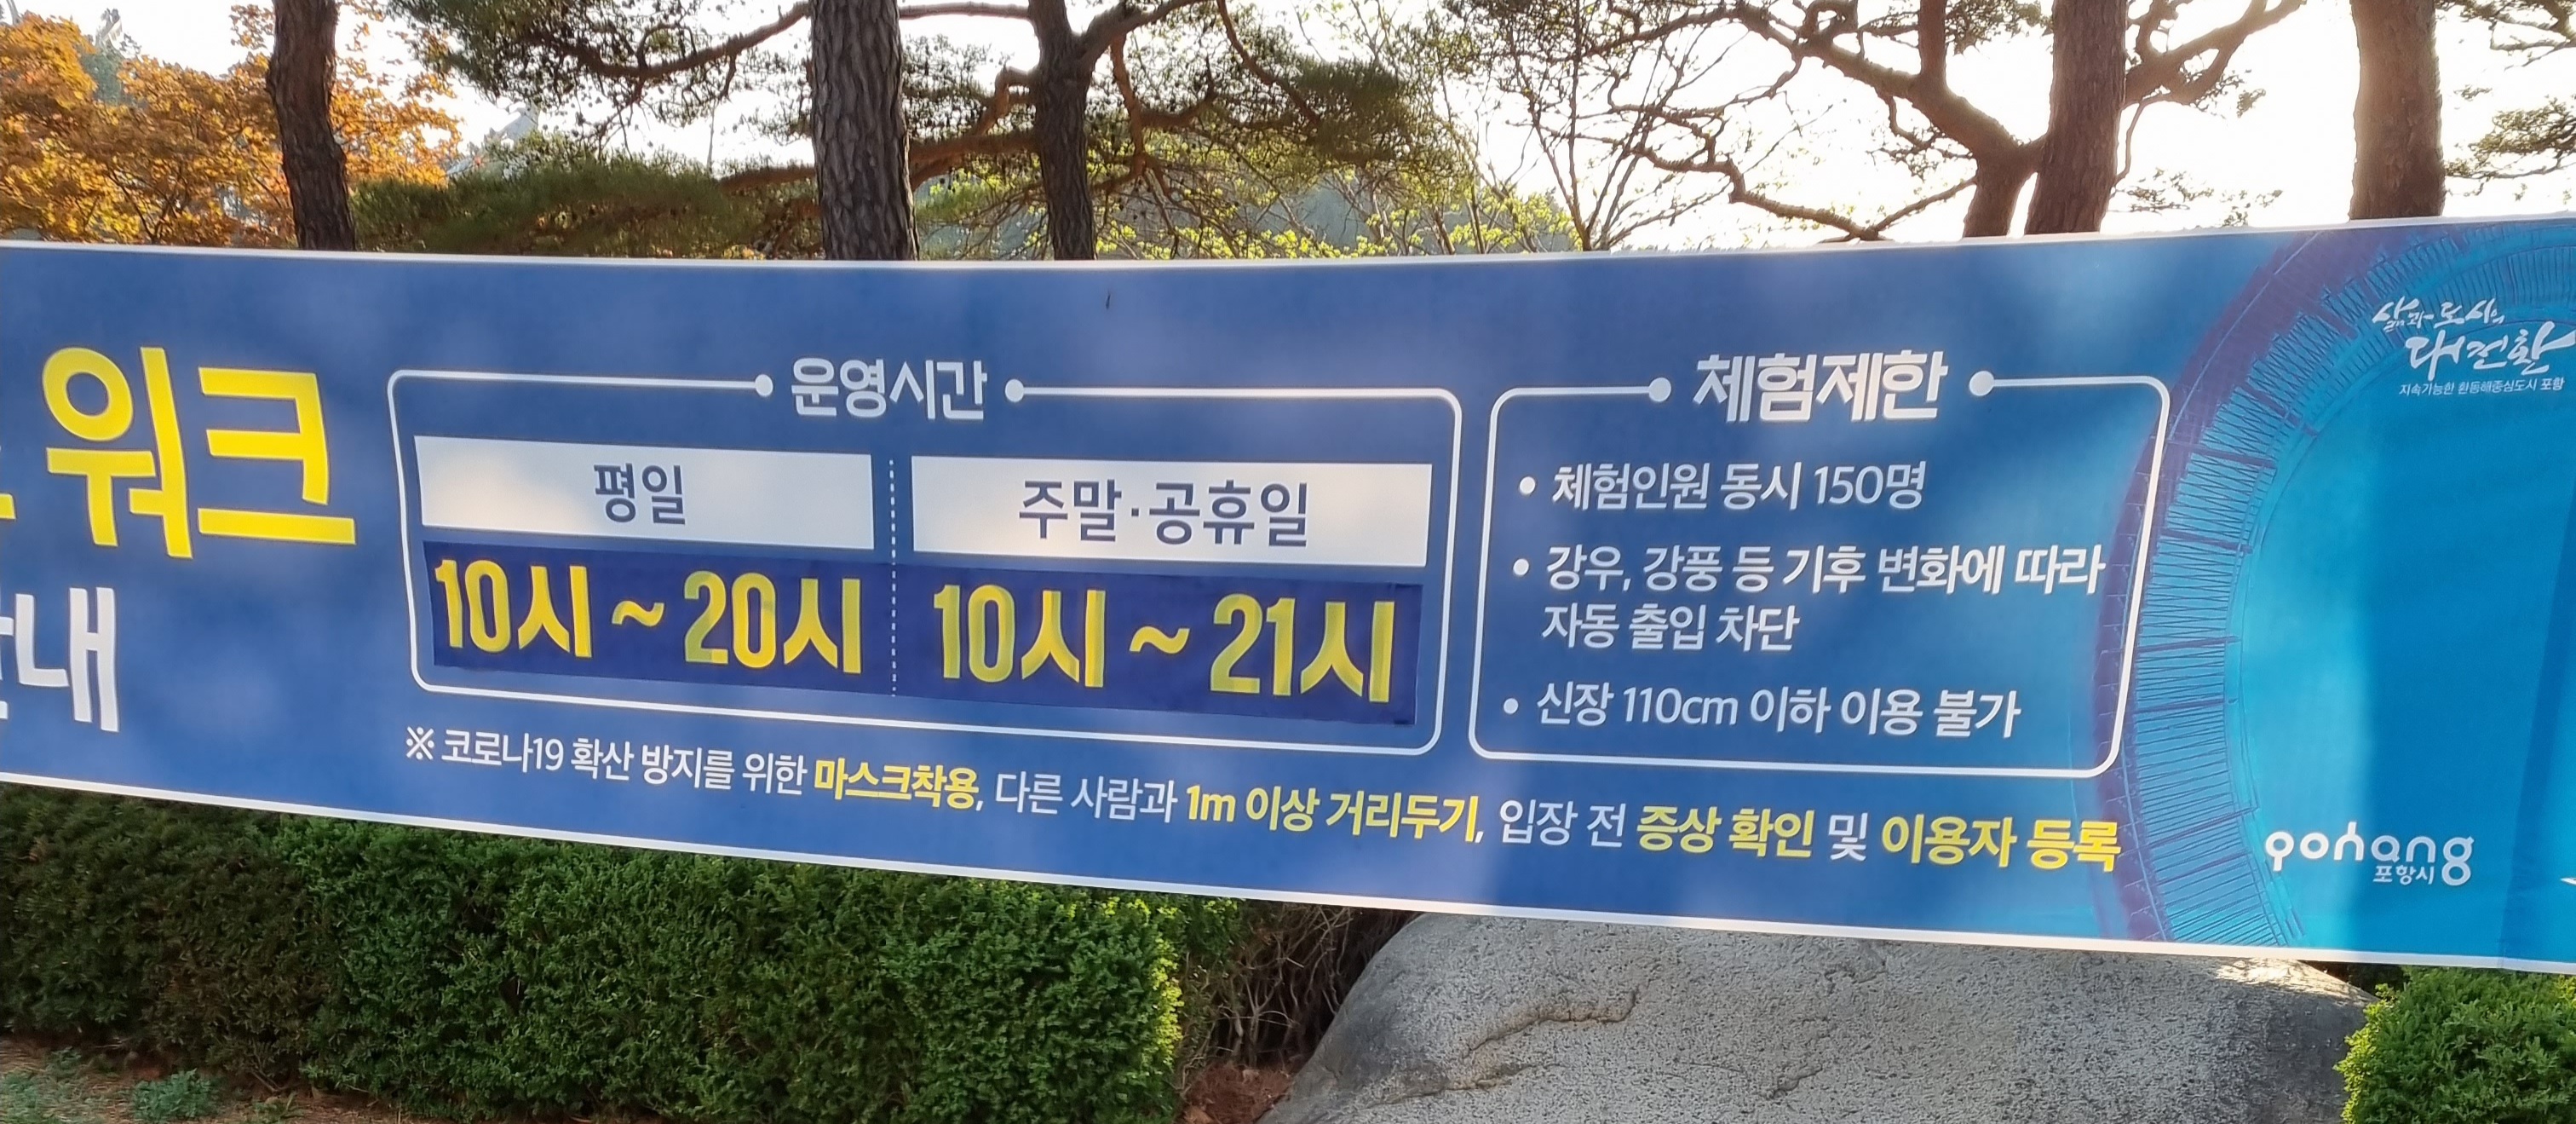 워크
내
운영시간
평일
주말·공휴일
10시 ~ 20시
10시 ~ 21시
※ 코로나19 확산 방지를 위한 마스크착용, 다른 사람과 1m 이상 거리두기, 입장 전 증상 확인 및 이용자 등록
체험제한
• 체험인원 동시 150명
• 강우, 강풍 등 기후 변화에 따라
자동 출입 차단
• 신장 110cm 이하 이용 불가
삶과 도시의
대전환
지속가능한 환동해중심도시 포항
pohang
포항시